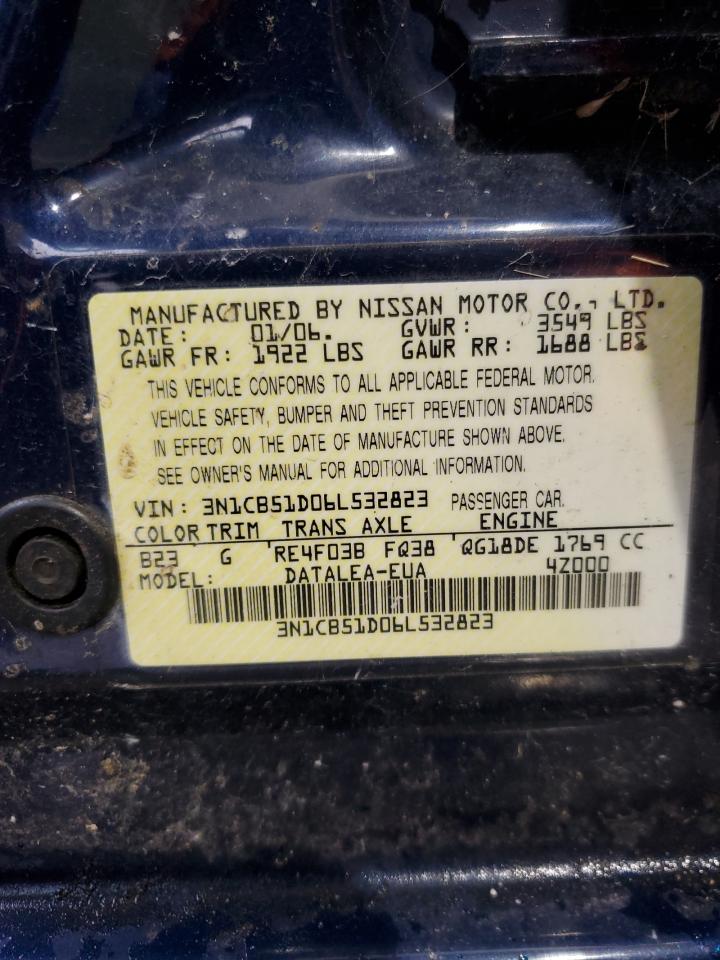 MANUFACTURED BY NISSAN MOTOR CO., LTD.
DATE: 01/06. GVWR: 3549 LBS
GAWR FR: 1922 LBS GAWR RR: 1688 LBS
THIS VEHICLE CONFORMS TO ALL APPLICABLE FEDERAL MOTOR.
VEHICLE SAFETY, BUMPER AND THEFT PREVENTION STANDARDS
IN EFFECT ON THE DATE OF MANUFACTURE SHOWN ABOVE.
SEE OWNER'S MANUAL FOR ADDITIONAL INFORMATION.
VIN: 3N1CB51D06L532823 PASSENGER CAR.
COLOR TRIM TRANS AXLE ENGINE
B23 G RE4F03B FQ38 QG18DE 1769 CC
MODEL: DATALEA-EUA 4Z000
3N1CB51D06L532823